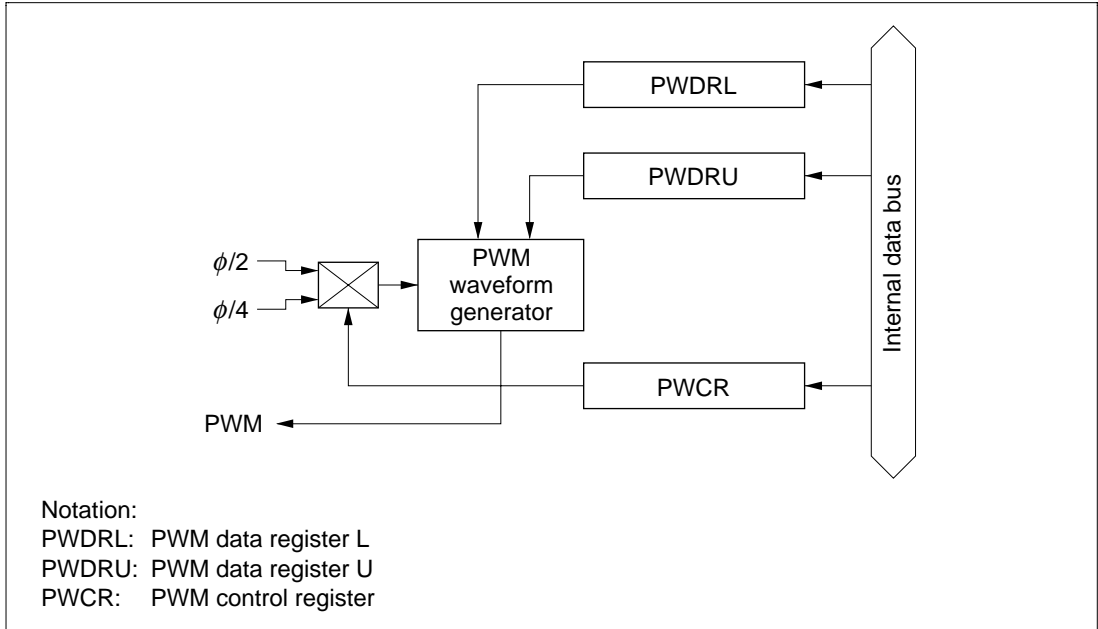 PWDRL
PWDRU
Internal data bus
PWM
waveform
generator
ϕ/2
ϕ/4
PWCR
PWM
Notation:
PWDRL: PWM data register L
PWDRU: PWM data register U
PWCR: PWM control register